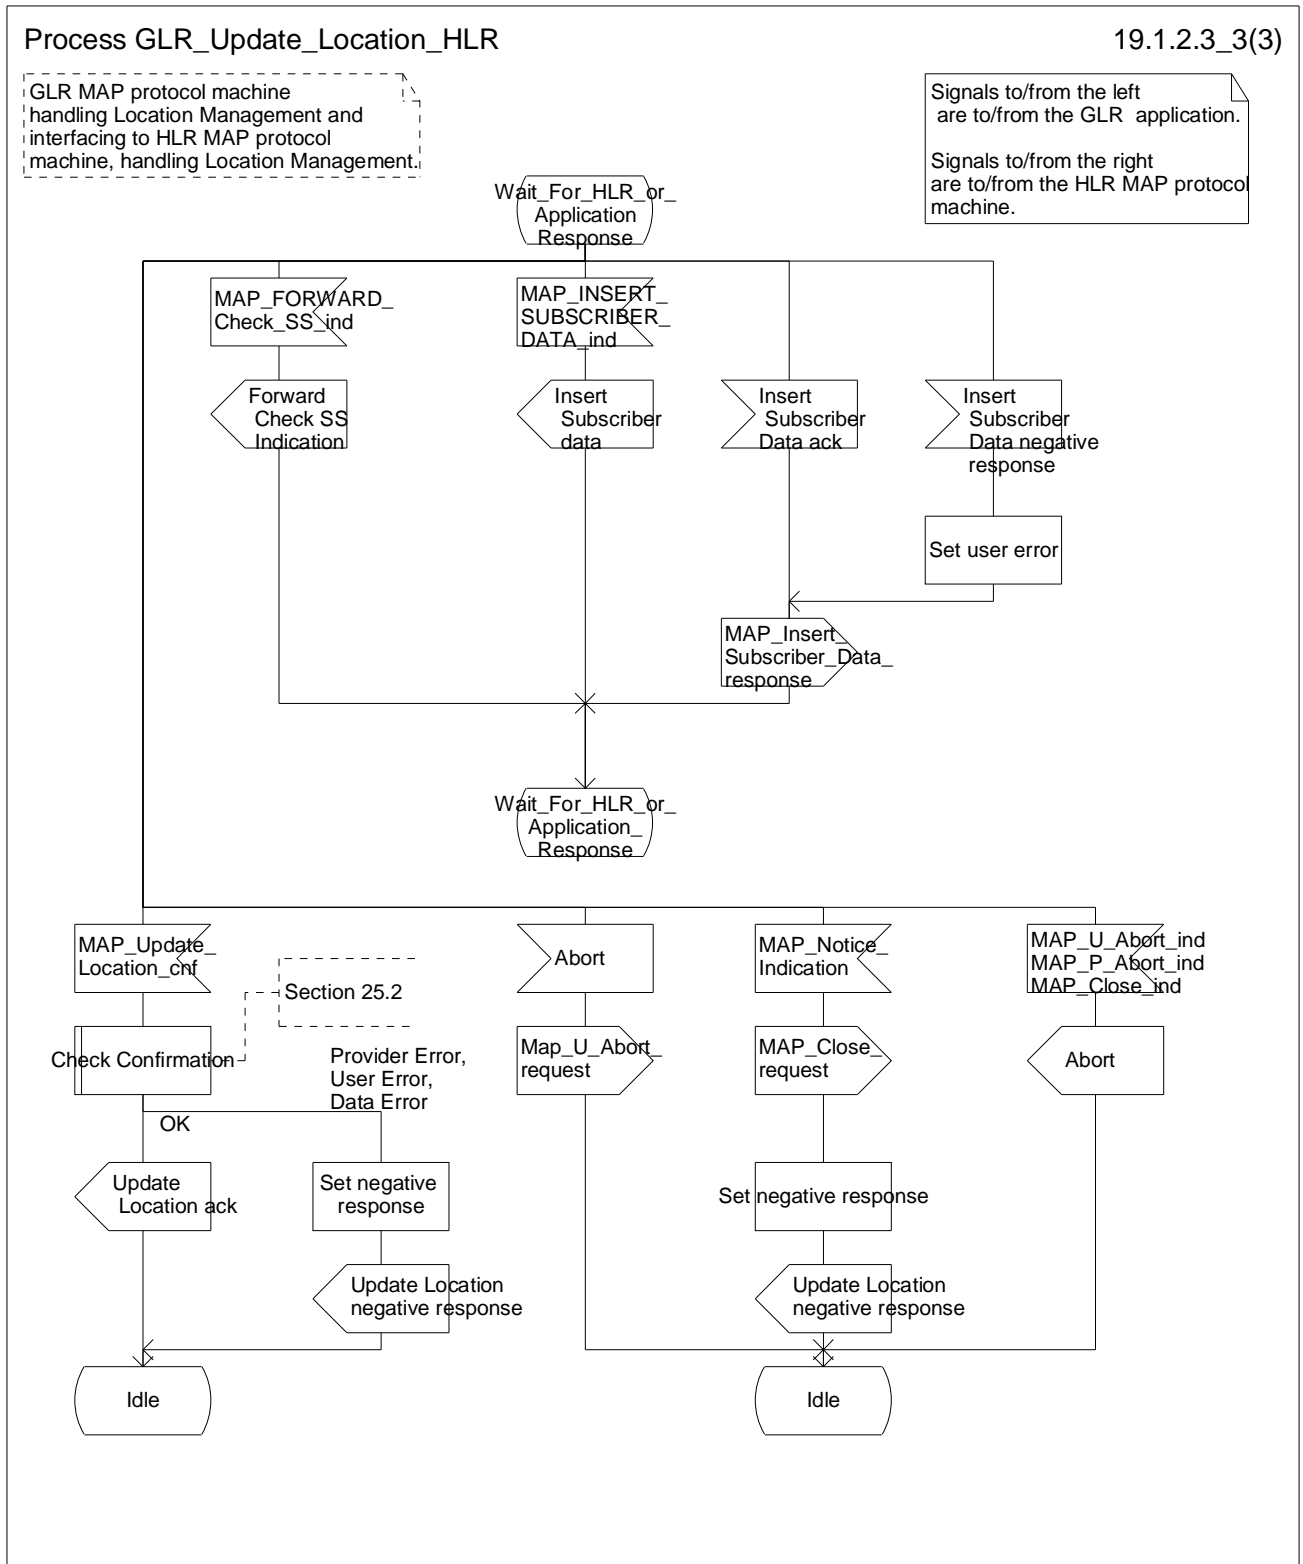 Process GLR_Update_Location_HLR
19.1.2.3_3(3)
GLR MAP protocol machine
handling Location Management and
interfacing to HLR MAP protocol
machine, handling Location Management.
Signals to/from the left
are to/from the GLR application.
Signals to/from the right
are to/from the HLR MAP protocol
machine.
Wait_For_HLR_or_
Application
Response
MAP_FORWARD_
Check_SS_ind
MAP_INSERT_
SUBSCRIBER_
DATA_ind
Forward
Check SS
Indication
Insert
Subscriber
data
Insert
Subscriber
Data ack
Insert
Subscriber
Data negative
response
Set user error
MAP_Insert_
Subscriber_Data_
response
Wait_For_HLR_or_
Application_
Response
MAP_Update_
Location_cnf
Abort
MAP_Notice_
Indication
MAP_U_Abort_ind
MAP_P_Abort_ind
MAP_Close_ind
Section 25.2
Check Confirmation
Provider Error,
User Error,
Data Error
Map_U_Abort_
request
MAP_Close_
request
Abort
OK
Update
Location ack
Set negative
response
Set negative response
Update Location
negative response
Update Location
negative response
Idle
Idle